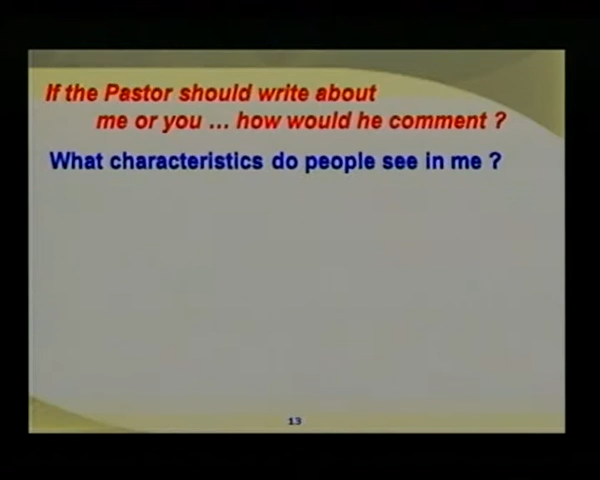 If the Pastor should write about
me or you ... how would he comment ?
What characteristics do people see in me ?
13